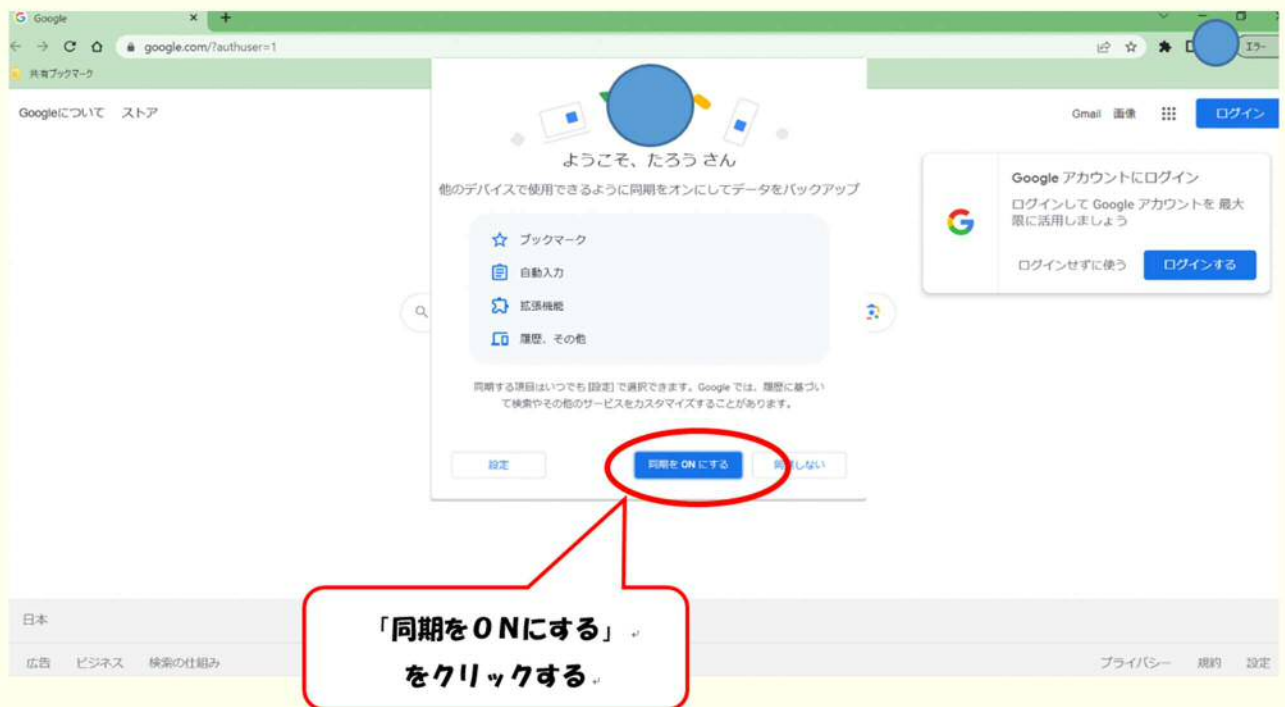 Google
google.com/?authuser=1
エラー
共有ブックマーク
Googleについて ストア
Gmail 画像 ログイン
ようこそ、たろう さん
他のデバイスで使用できるように同期をオンにしてデータをバックアップ
ブックマーク
自動入力
拡張機能
履歴、その他
同期する項目はいつでも [設定] で選択できます。Google では、履歴に基づい
て検索やその他のサービスをカスタマイズすることがあります。
設定 同期を ON にする 同期しない
Google アカウントにログイン
ログインして Google アカウントを 最大
限に活用しましょう
ログインせずに使う ログインする
「同期をONにする」
をクリックする
日本
広告 ビジネス 検索の仕組み プライバシー 規約 設定